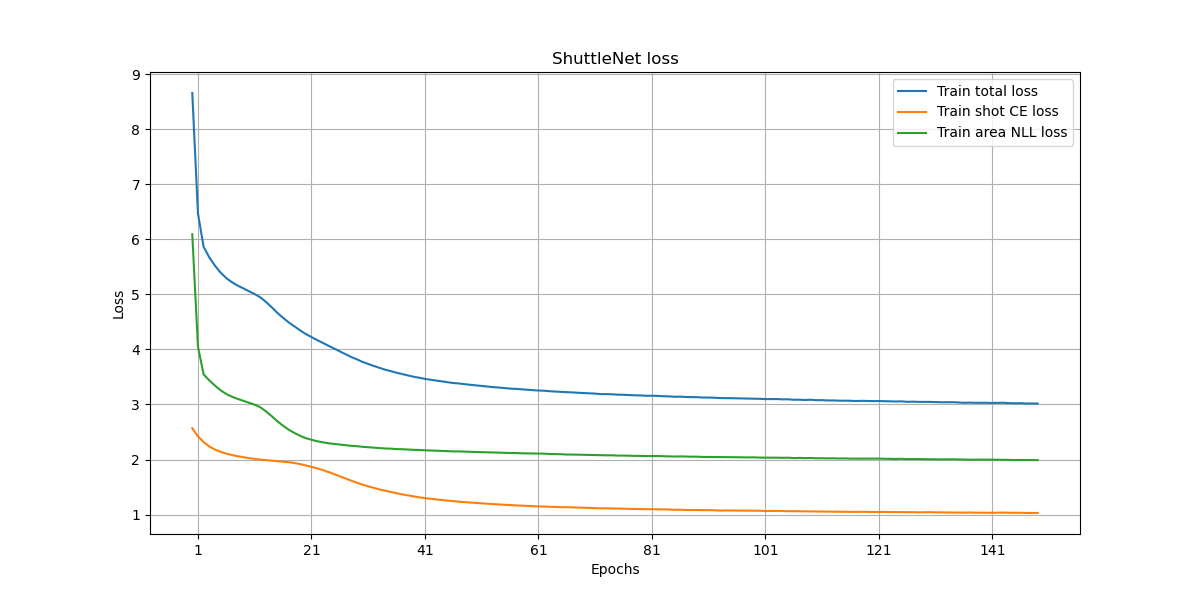 ShuttleNet loss
Train total loss
Train shot CE loss
Train area NLL loss
9
8
7
6
5
4
3
2
1
Loss
1 21 41 61 81 101 121 141
Epochs